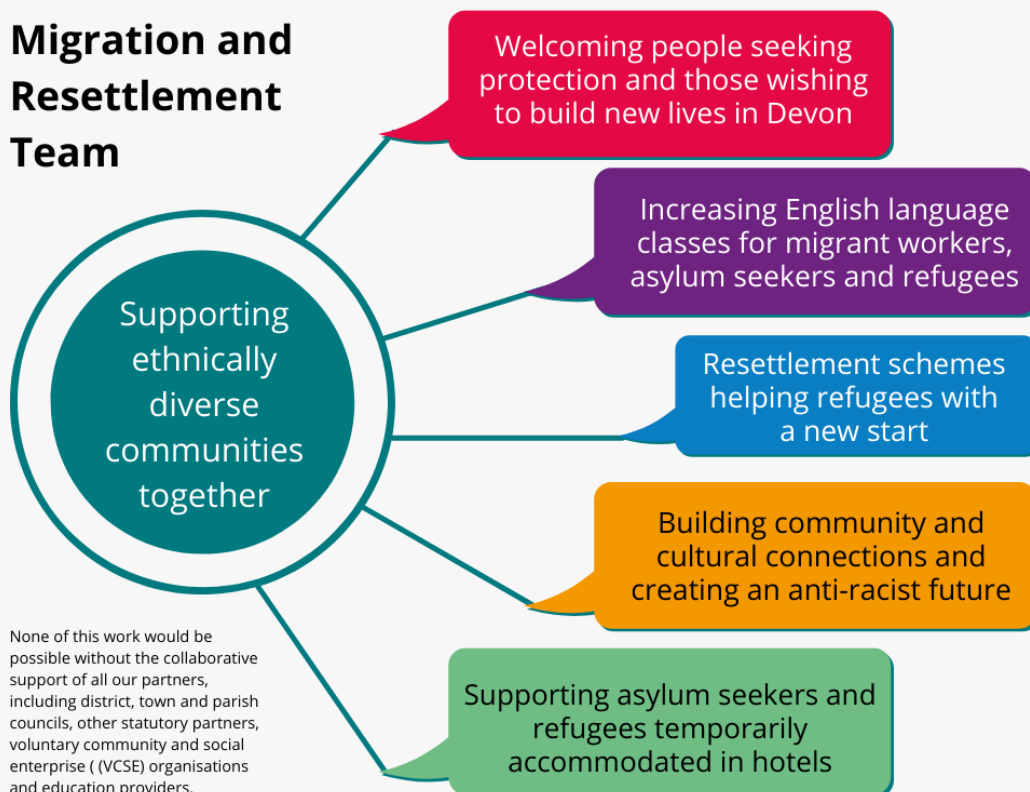 Migration and
Resettlement
Team
Welcoming people seeking
protection and those wishing
to build new lives in Devon
Increasing English language
classes for migrant workers,
asylum seekers and refugees
Supporting
ethnically
diverse
communities
together
Resettlement schemes
helping refugees with
a new start
Building community and
cultural connections and
creating an anti-racist future
None of this work would be
possible without the collaborative
support of all our partners,
including district, town and parish
councils, other statutory partners,
voluntary community and social
enterprise ( (VCSE) organisations
and education providers.
Supporting asylum seekers and
refugees temporarily
accommodated in hotels